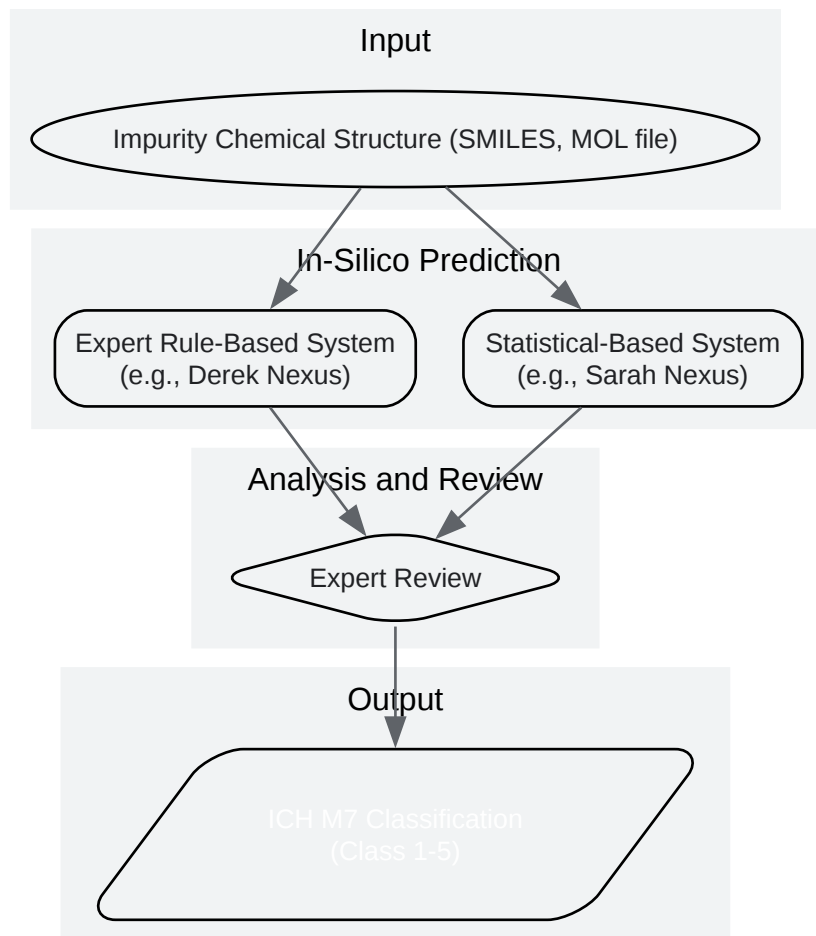 Input
Impurity Chemical Structure (SMILES, MOL file)
In-Silico Prediction
Expert Rule-Based System
(e.g., Derek Nexus)
Statistical-Based System
(e.g., Sarah Nexus)
Analysis and Review
Expert Review
Output
ICH M7 Classification
(Class 1-5)